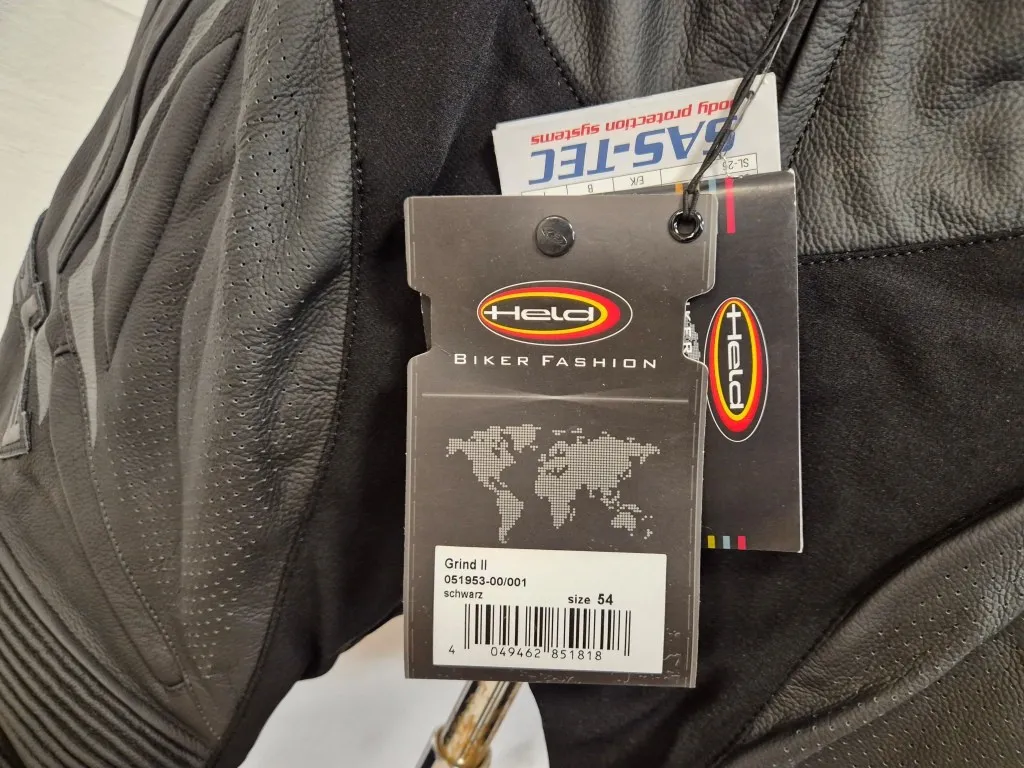 body protection systems
SAS-TEC
SL-2
E/K
B
Held
BIKER FASHION
Held
Grind II
051953-00/001
schwarz
size 54
4 049462 851818